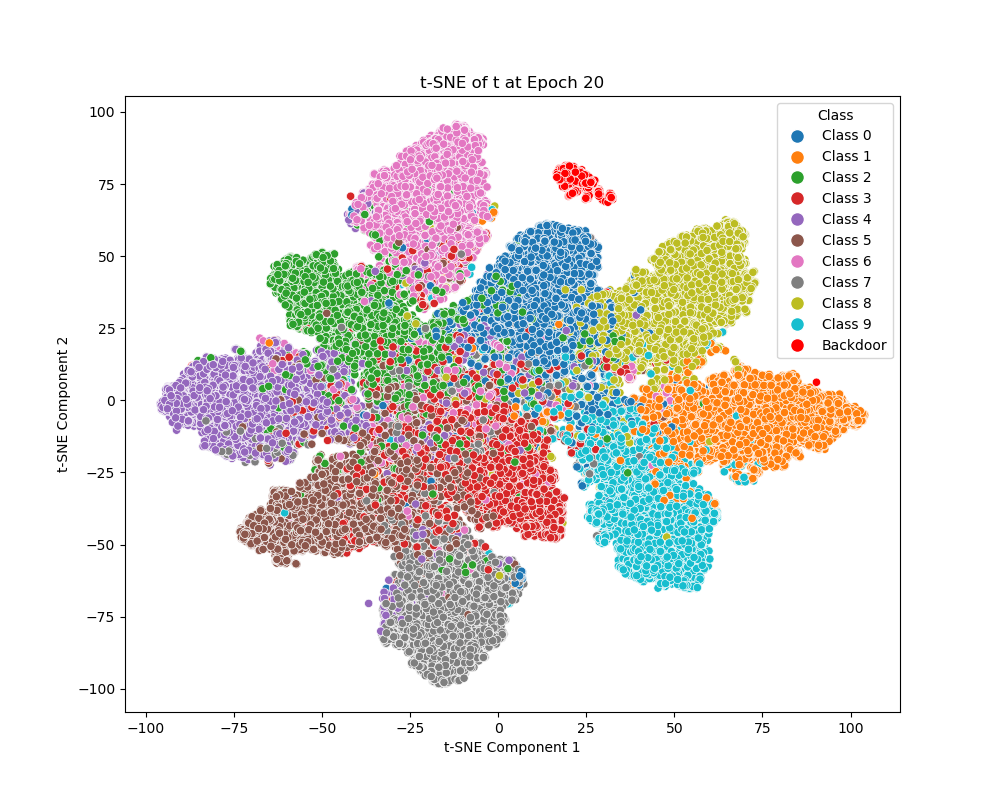 t-SNE of t at Epoch 20
Class
Class 0
Class 1
Class 2
Class 3
Class 4
Class 5
Class 6
Class 7
Class 8
Class 9
Backdoor
t-SNE Component 2
100
75
50
25
0
−25
−50
−75
−100
−100
−75
−50
−25
0
25
50
75
100
t-SNE Component 1